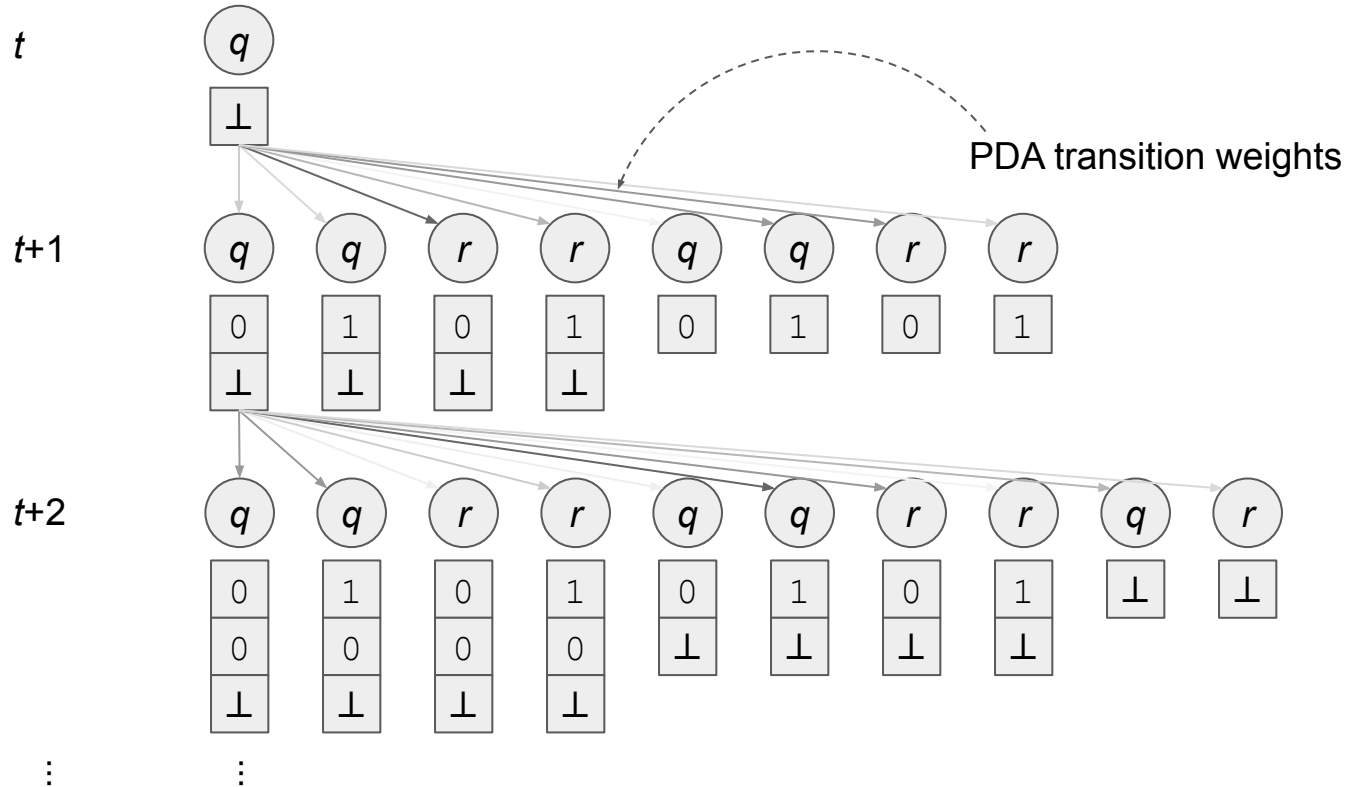 t q
⊥
PDA transition weights
t+1 q q r r q q r r
0 1 0 1 0 1 0 1
⊥ ⊥ ⊥ ⊥
t+2 q q r r q q r r q r
0 1 0 1 0 1 0 1 ⊥ ⊥
0 0 0 0 ⊥ ⊥ ⊥ ⊥
⊥ ⊥ ⊥ ⊥
⋮ ⋮